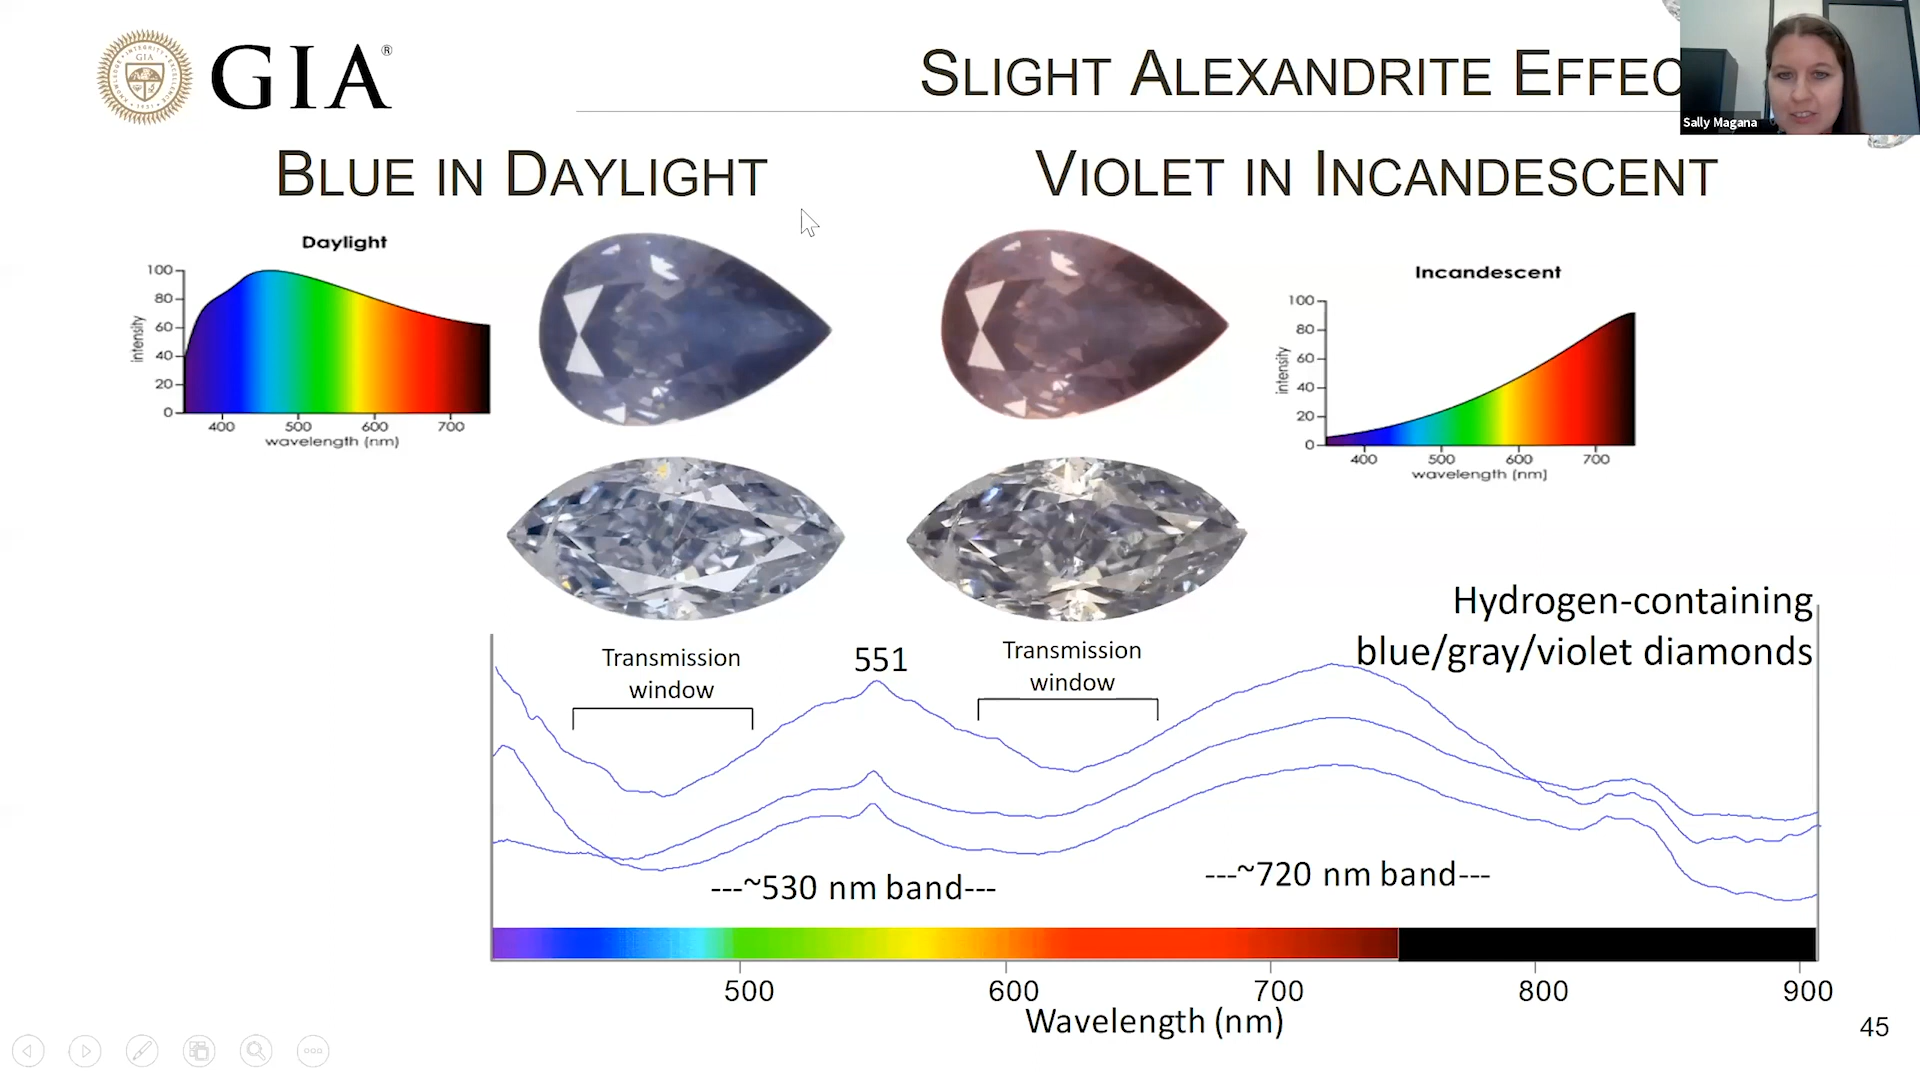 GIA®
SLIGHT ALEXANDRITE EFFEC
Sally Magana
BLUE IN DAYLIGHT
VIOLET IN INCANDESCENT
Daylight
100
80
60
40
20
0
intensity
400 500 600 700
wavelength (nm)
Incandescent
100
80
60
40
20
0
intensity
400 500 600 700
wavelength (nm)
Hydrogen-containing
blue/gray/violet diamonds
Transmission
window
551
Transmission
window
---~530 nm band---
---~720 nm band---
500 600 700 800 900
Wavelength (nm)
45